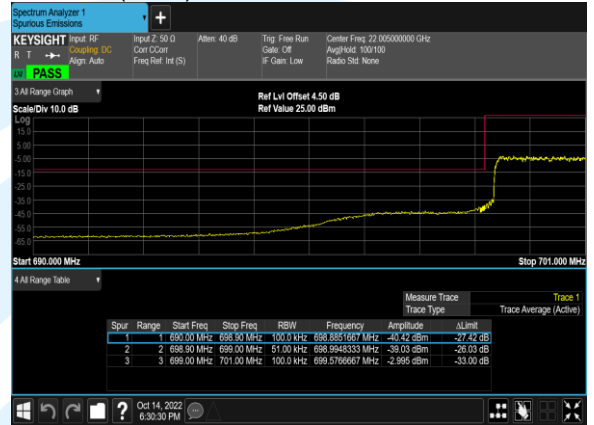 Spectrum Analyzer 1
Spurious Emissions
KEYSIGHT Input: RF Input Z: 50 Ω Atten: 40 dB Trig: Free Run Center Freq: 22.005000000 GHz
R T Coupling: DC Corr CCorr Gate: Off Avg|Hold: 100/100
Align: Auto Freq Ref: Int (S) IF Gain: Low Radio Std: None
PASS
3 All Range Graph
Ref Lvl Offset 4.50 dB
Scale/Div 10.0 dB Ref Value 25.00 dBm
Log
15.0
5.00
-5.00
-15.0
-25.0
-35.0
-45.0
-55.0
-65.0
Start 690.000 MHz Stop 701.000 MHz
4 All Range Table
Measure Trace Trace 1
Trace Type Trace Average (Active)
Spur Range Start Freq Stop Freq RBW Frequency Amplitude ΔLimit
1 1 690.00 MHz 698.90 MHz 100.0 kHz 698.8851667 MHz -40.42 dBm -27.42 dB
2 2 698.90 MHz 699.00 MHz 51.00 kHz 698.9948333 MHz -39.03 dBm -26.03 dB
3 3 699.00 MHz 701.00 MHz 100.0 kHz 699.5766667 MHz -2.995 dBm -33.00 dB
? Oct 14, 2022
6:30:30 PM